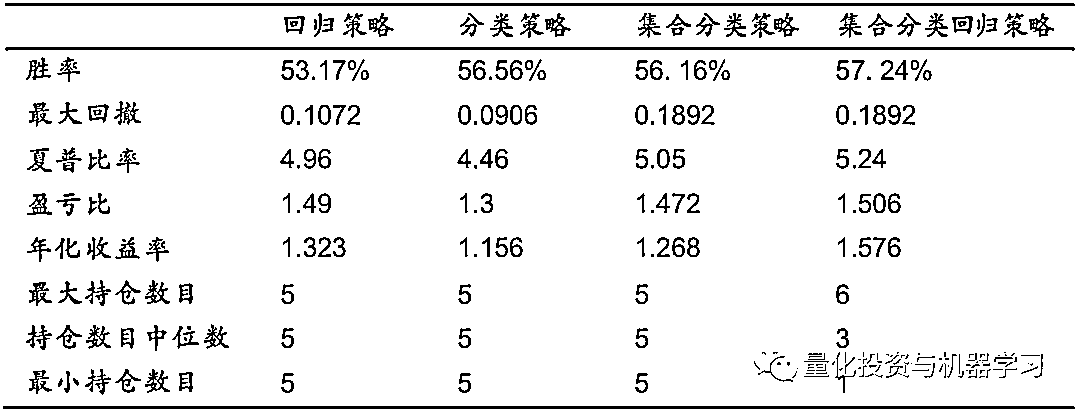 回归策略 分类策略 集合分类策略 集合分类回归策略
胜率 53.17% 56.56% 56. 16% 57. 24%
最大回撤 0.1072 0.0906 0.1892 0.1892
夏普比率 4.96 4.46 5.05 5.24
盈亏比 1.49 1.3 1.472 1.506
年化收益率 1.323 1.156 1.268 1.576
最大持仓数目 5 5 5 6
持仓数目中位数 5 5 5 3
最小持仓数目 5 5 5 1
量化投资与机器学习